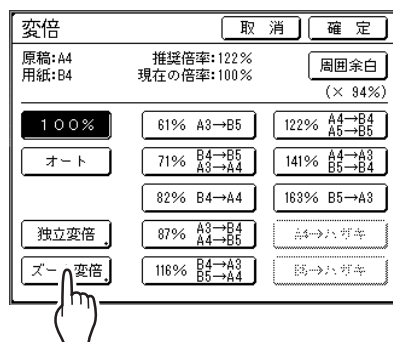 変倍 取消 確定
原稿:A4 推奨倍率:122%
用紙:B4 現在の倍率:100%
周囲余白
(× 94%)
100% 61% A3→B5 122% A4→B4 A5→B5
オート 71% B4→B5 A3→A4 141% A4→A3 B5→B4
82% B4→A4 163% B5→A3
独立変倍 87% A3→B4 A4→B5 A4→ハガキ
ズーム変倍 116% B4→A3 B5→A4 →ハガキ